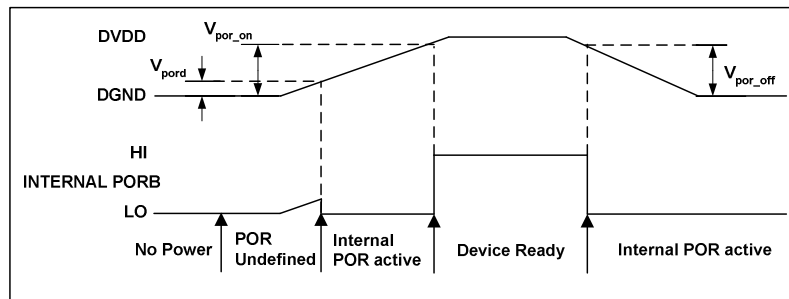 DVDD
V_por_on
V_pord
V_por_off
DGND
HI
INTERNAL PORB
LO
No Power
POR
Undefined
Internal
POR active
Device Ready
Internal POR active